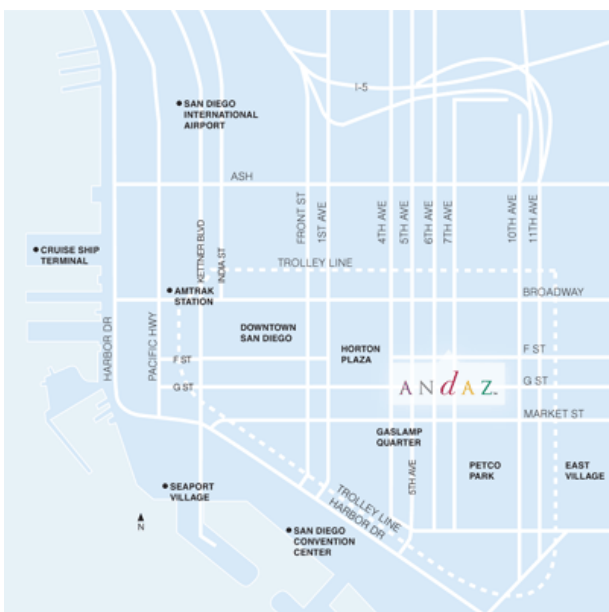 I-5
SAN DIEGO
INTERNATIONAL
AIRPORT
ASH
FRONT ST
1ST AVE
4TH AVE
5TH AVE
6TH AVE
7TH AVE
10TH AVE
11TH AVE
KETTNER BLVD
INDIA ST
CRUISE SHIP
TERMINAL
TROLLEY LINE
AMTRAK
STATION
BROADWAY
HARBOR DR
PACIFIC HWY
DOWNTOWN
SAN DIEGO
HORTON
PLAZA
F ST
F ST
G ST
ANdAZ™
G ST
MARKET ST
GASLAMP
QUARTER
5TH AVE
PETCO
PARK
EAST
VILLAGE
SEAPORT
VILLAGE
TROLLEY LINE
HARBOR DR
N
SAN DIEGO
CONVENTION
CENTER